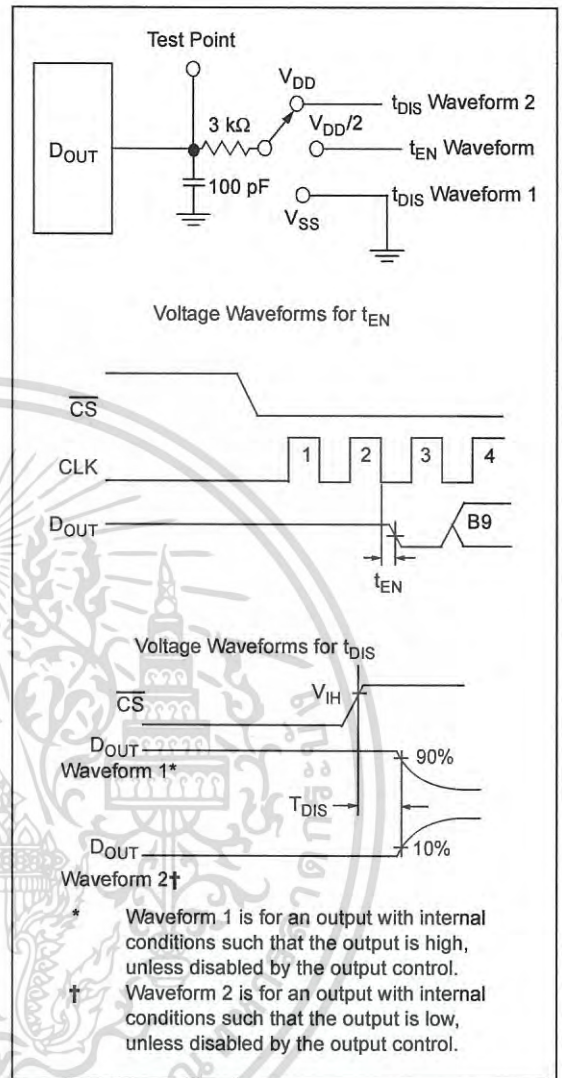 Test Point
V_DD
t_DIS Waveform 2
3 kΩ
V_DD/2
D_OUT
t_EN Waveform
100 pF
t_DIS Waveform 1
V_SS
Voltage Waveforms for t_EN
CS
CLK
1 2 3 4
D_OUT
B9
t_EN
Voltage Waveforms for t_DIS
CS
V_IH
D_OUT
Waveform 1*
90%
T_DIS
D_OUT
10%
Waveform 2†
* Waveform 1 is for an output with internal
conditions such that the output is high,
unless disabled by the output control.
† Waveform 2 is for an output with internal
conditions such that the output is low,
unless disabled by the output control.